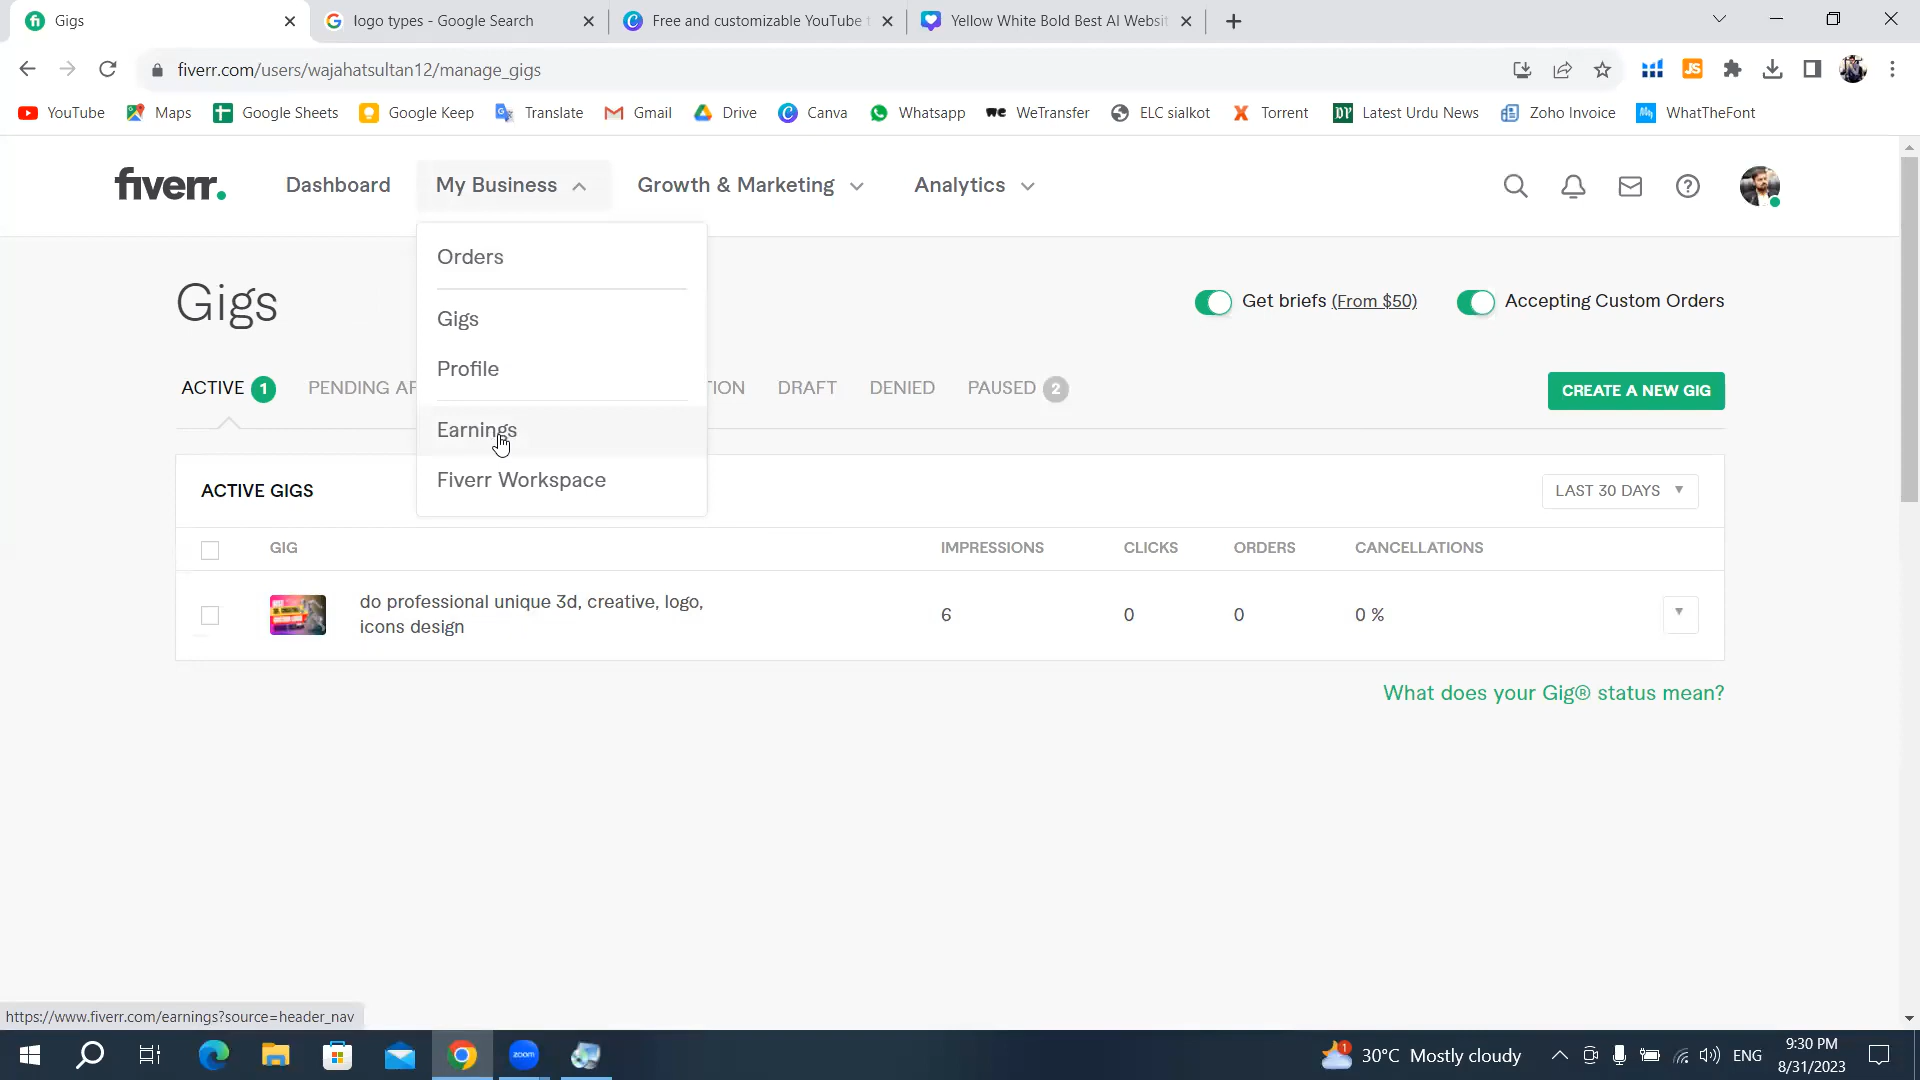 Gigs
logo types - Google Search
Free and customizable YouTube t
Yellow White Bold Best AI Websit
fiverr.com/users/wajahatsultan12/manage_gigs
YouTube
Maps
Google Sheets
Google Keep
Translate
Gmail
Drive
Canva
Whatsapp
WeTransfer
ELC sialkot
Torrent
Latest Urdu News
Zoho Invoice
WhatTheFont
fiverr.
Dashboard
My Business
Growth & Marketing
Analytics
Orders
Gigs
Profile
Earnings
Fiverr Workspace
Gigs
Get briefs (From $50)
Accepting Custom Orders
ACTIVE 1
PENDING AP
TION
DRAFT
DENIED
PAUSED 2
CREATE A NEW GIG
ACTIVE GIGS
LAST 30 DAYS
GIG
IMPRESSIONS
CLICKS
ORDERS
CANCELLATIONS
do professional unique 3d, creative, logo,
icons design
6
0
0
0 %
What does your Gig® status mean?
https://www.fiverr.com/earnings?source=header_nav
zoom
1
30°C Mostly cloudy
ENG
9:30 PM
8/31/2023